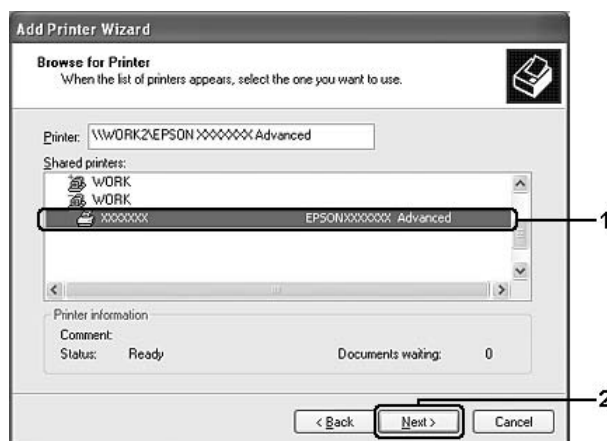 Add Printer Wizard
Browse for Printer
When the list of printers appears, select the one you want to use.
Printer: \\WORK2\EPSON XXXXXXX Advanced
Shared printers:
WORK
WORK
XXXXXXX EPSONXXXXXXX Advanced
1
Printer information
Comment:
Status: Ready Documents waiting: 0
2
< Back Next > Cancel